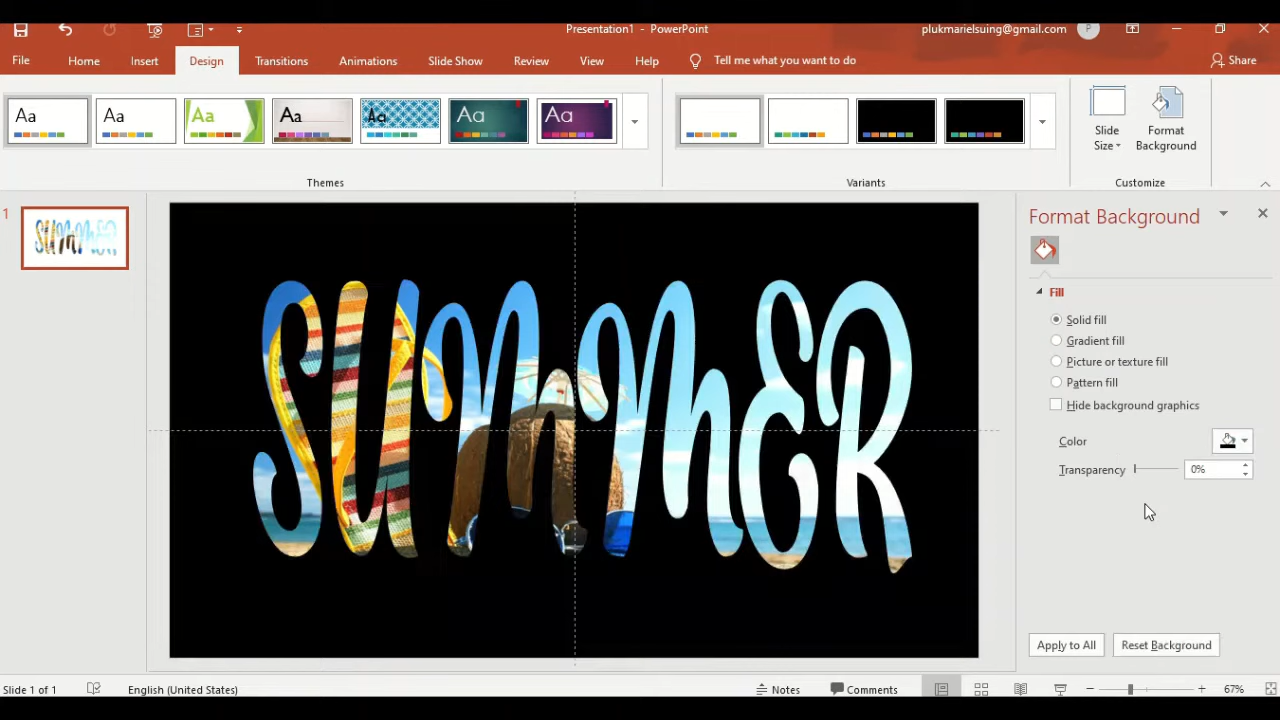 Presentation1 - PowerPoint
plukmarielsuing@gmail.com
P
File Home Insert Design Transitions Animations Slide Show Review View Help Tell me what you want to do Share
Aa Aa Aa Aa Aa Aa Aa
Slide Size
Format Background
Themes
Variants
Customize
1
SUMMER
SUMMER
Format Background
Fill
Solid fill
Gradient fill
Picture or texture fill
Pattern fill
Hide background graphics
Color
Transparency 0%
Apply to All Reset Background
Slide 1 of 1 English (United States) Notes Comments 67%